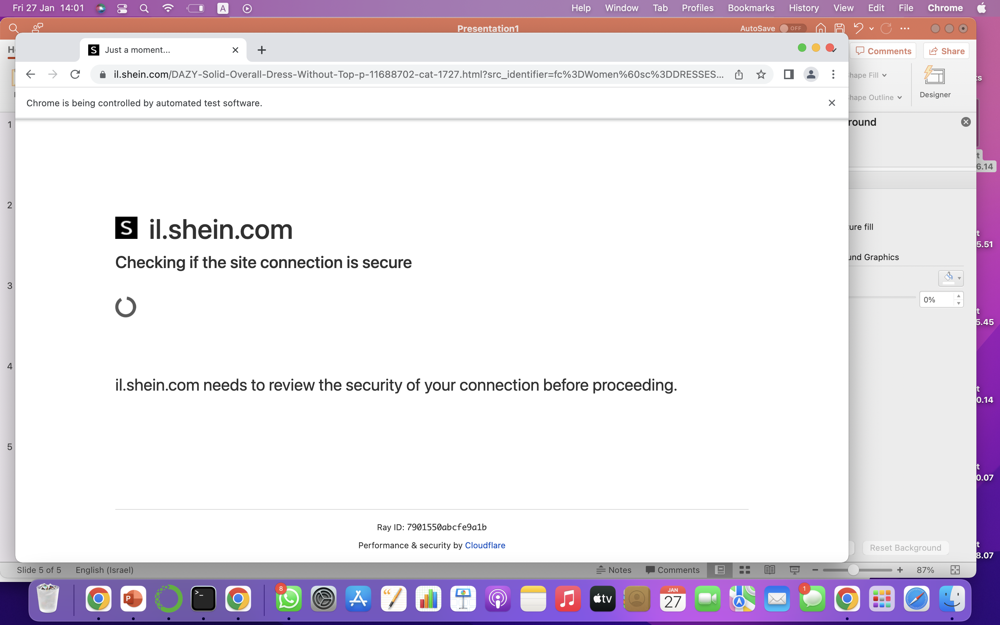 Fri 27 Jan 14:01
A
Help Window Tab Profiles Bookmarks History View Edit File Chrome
Presentation1
AutoSave OFF
S Just a moment...
Comments Share
il.shein.com/DAZY-Solid-Overall-Dress-Without-Top-p-11688702-cat-1727.html?src_identifier=fc%3DWomen%60sc%3DDRESSES...
Shape Fill
Shape Outline
Designer
Chrome is being controlled by automated test software.
1
2
3
4
5
S il.shein.com
Checking if the site connection is secure
il.shein.com needs to review the security of your connection before proceeding.
Ray ID: 7901550abcfe9a1b
Performance & security by Cloudflare
round
ure fill
und Graphics
0%
Reset Background
ts
t
6.14
t
5.51
t
5.45
t
0.14
t
0.07
t
8.07
Slide 5 of 5 English (Israel)
Notes Comments 87%
P
>_
8
tv
JAN
27
1